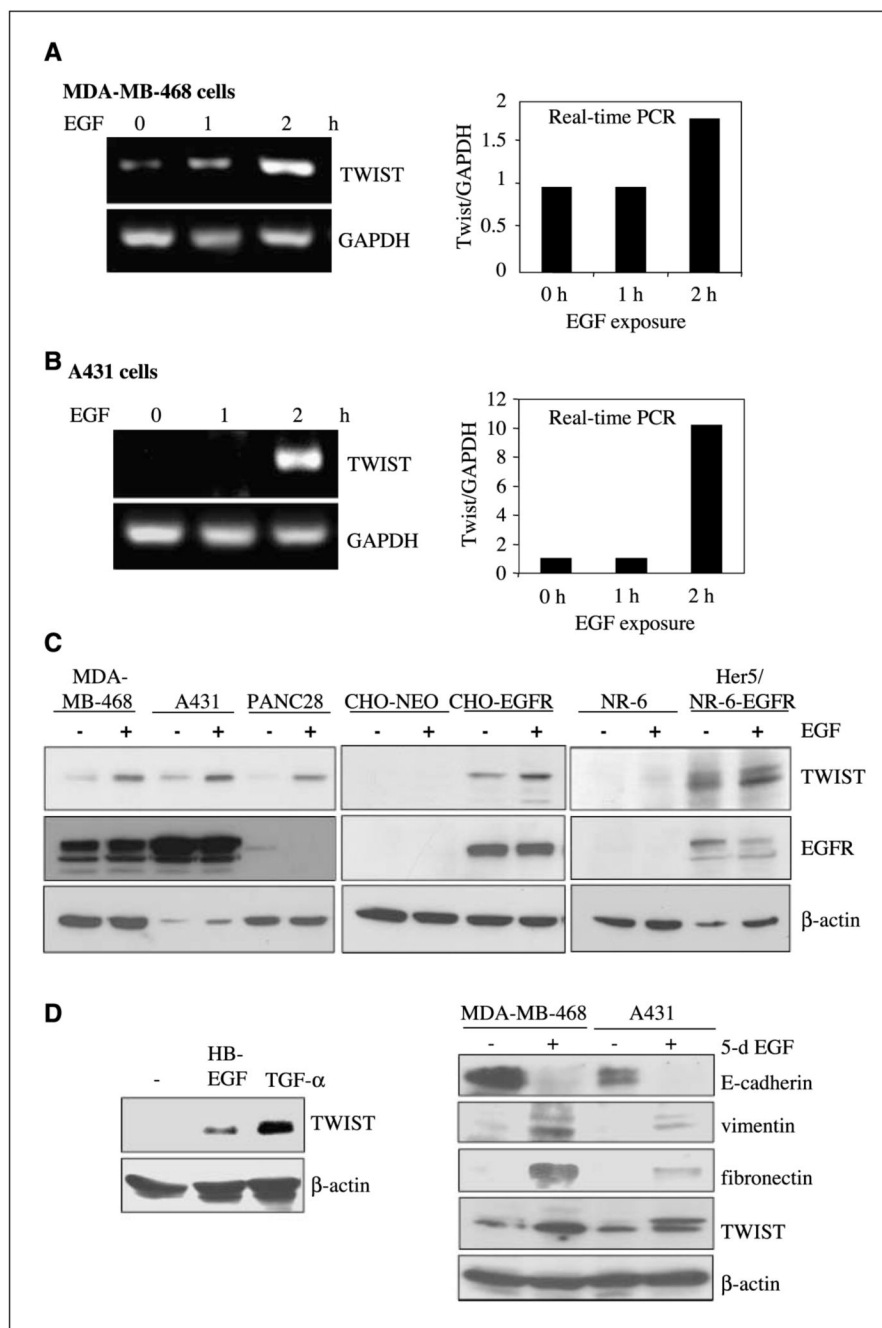 A
MDA-MB-468 cells
EGF 0 1 2 h
TWIST
GAPDH
Real-time PCR
Twist/GAPDH
2
1.5
1
0.5
0
0 h 1 h 2 h
EGF exposure
B
A431 cells
EGF 0 1 2 h
TWIST
GAPDH
Real-time PCR
Twist/GAPDH
12
10
8
6
4
2
0
0 h 1 h 2 h
EGF exposure
C
MDA-
MB-468 A431 PANC28 CHO-NEO CHO-EGFR NR-6 Her5/
NR-6-EGFR
- + - + - + - + - + - + - + EGF
TWIST
EGFR
β-actin
D
- HB-
EGF TGF-α
TWIST
β-actin
MDA-MB-468 A431
- + - + 5-d EGF
E-cadherin
vimentin
fibronectin
TWIST
β-actin